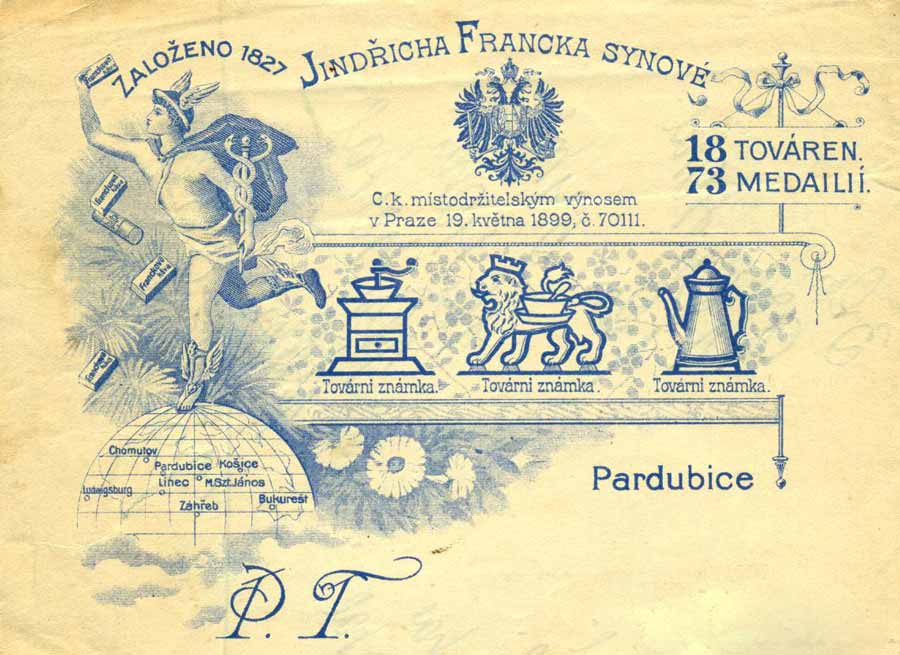 ZALOŽENO 1827
JINDŘICHA FRANCKA SYNOVÉ
18 TOVÁREN.
73 MEDAILIÍ.
C. k. místodržitelským výnosem
v Praze 19. května 1899, č. 70111.
Tovární známka.
Tovární známka.
Tovární známka.
Chomutov
Pardubice Košice
Linec M.Szt.János
Ludwigsburg
Bukurest
Záhřeb
Pardubice
P. T.